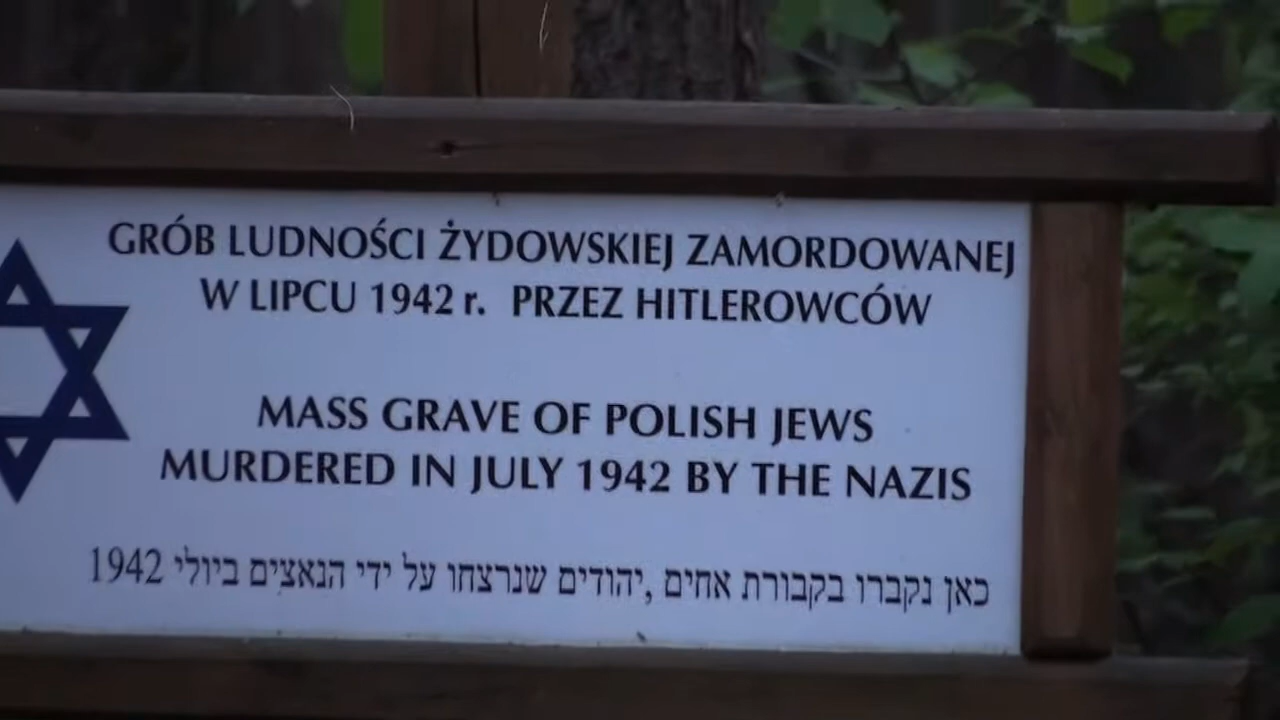 GRÓB LUDNOŚCI ŻYDOWSKIEJ ZAMORDOWANEJ
W LIPCU 1942 r. PRZEZ HITLEROWCÓW
MASS GRAVE OF POLISH JEWS
MURDERED IN JULY 1942 BY THE NAZIS
כאן נקברו בקבורת אחים, יהודים שנרצחו על ידי הנאצים ביולי 1942